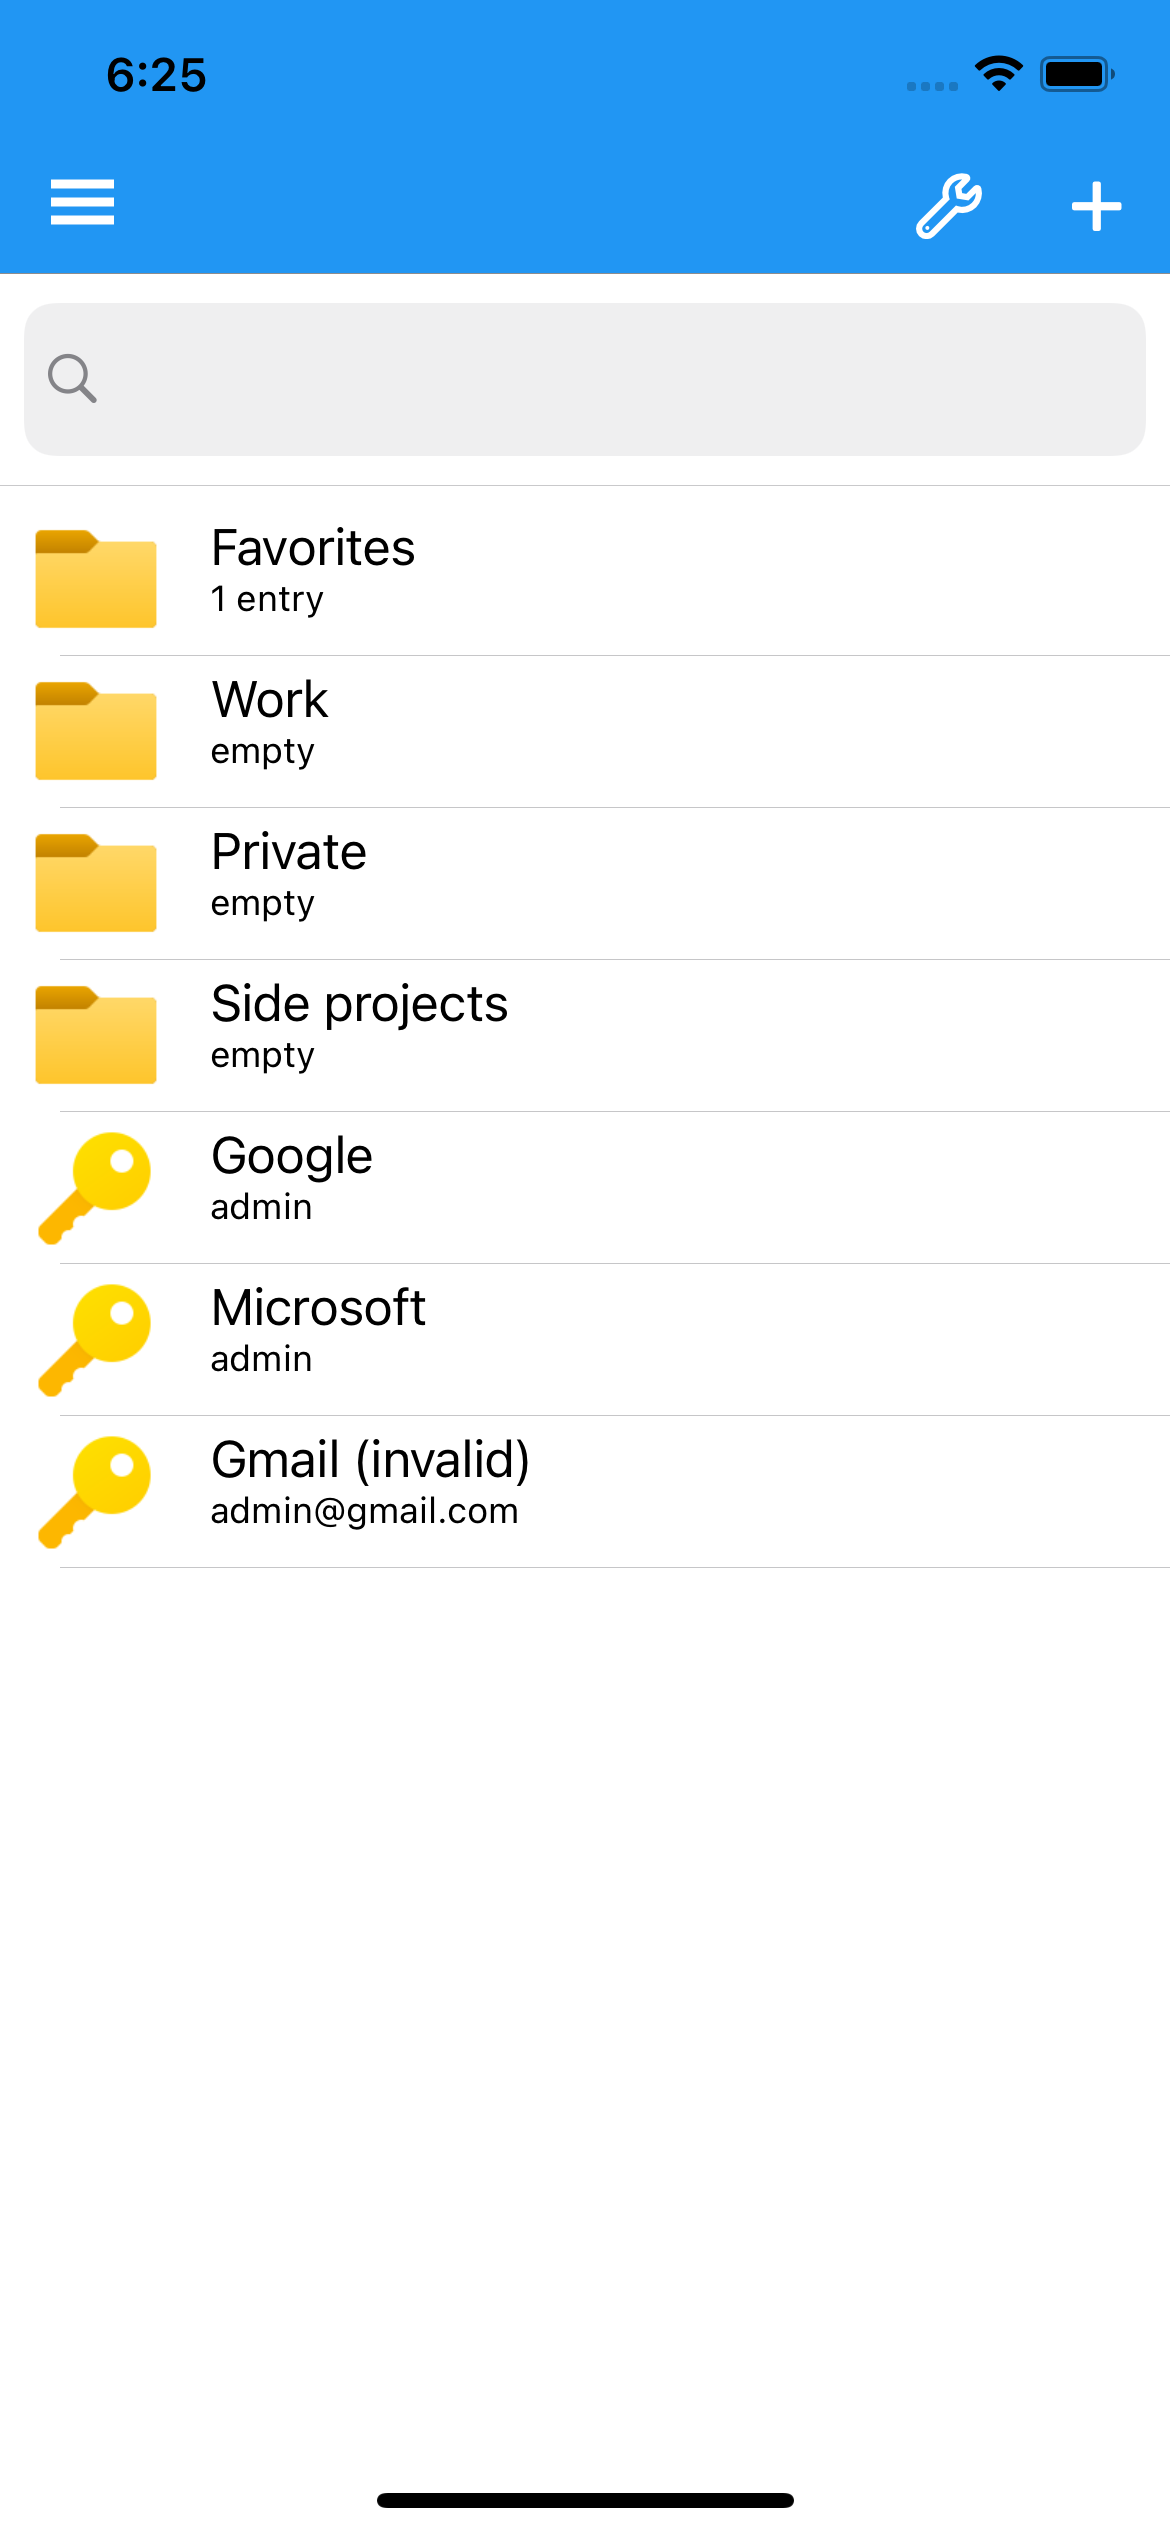 6:25
Favorites
1 entry
Work
empty
Private
empty
Side projects
empty
Google
admin
Microsoft
admin
Gmail (invalid)
admin@gmail.com